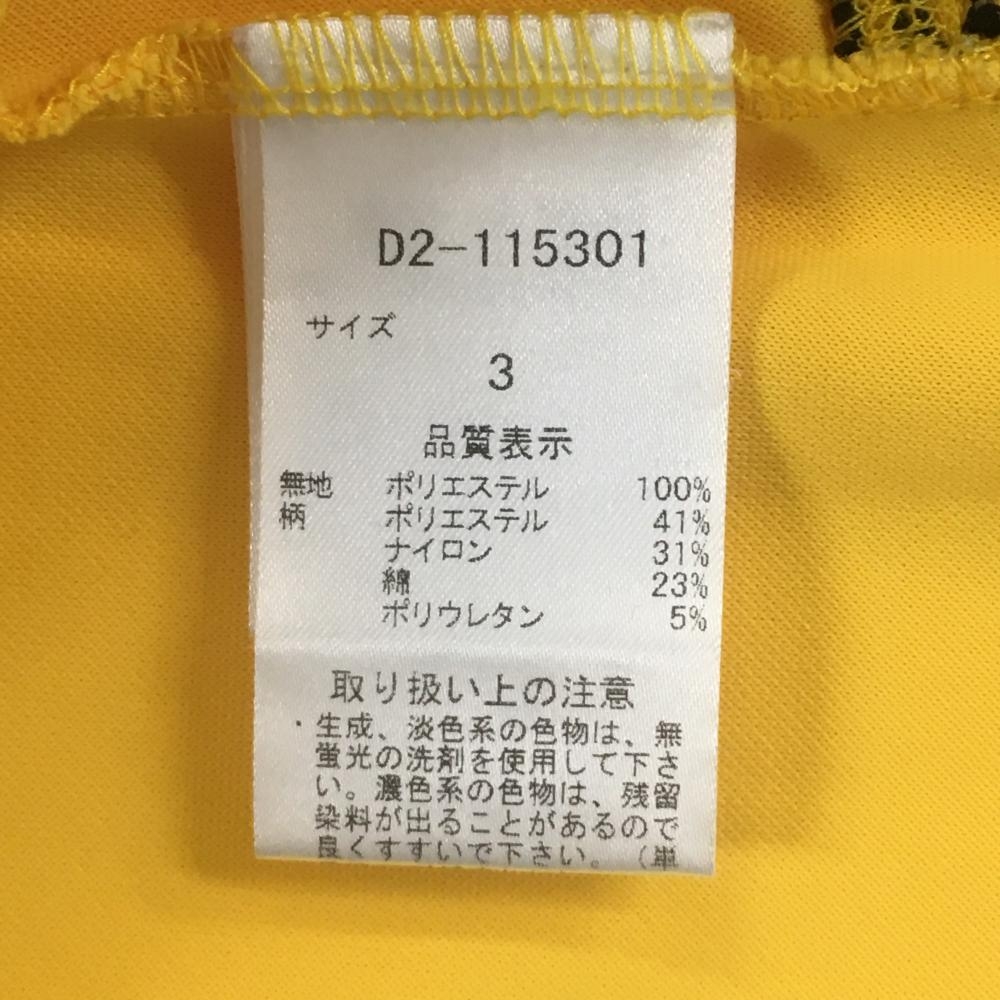 D2-115301
サイズ
3
品質表示
無地 ポリエステル 100%
柄 ポリエステル 41%
ナイロン 31%
綿 23%
ポリウレタン 5%
取り扱い上の注意
・生成、淡色系の色物は、無
蛍光の洗剤を使用して下さ
い。濃色系の色物は、残留
染料が出ることがあるので
良くすすいで下さい。（単